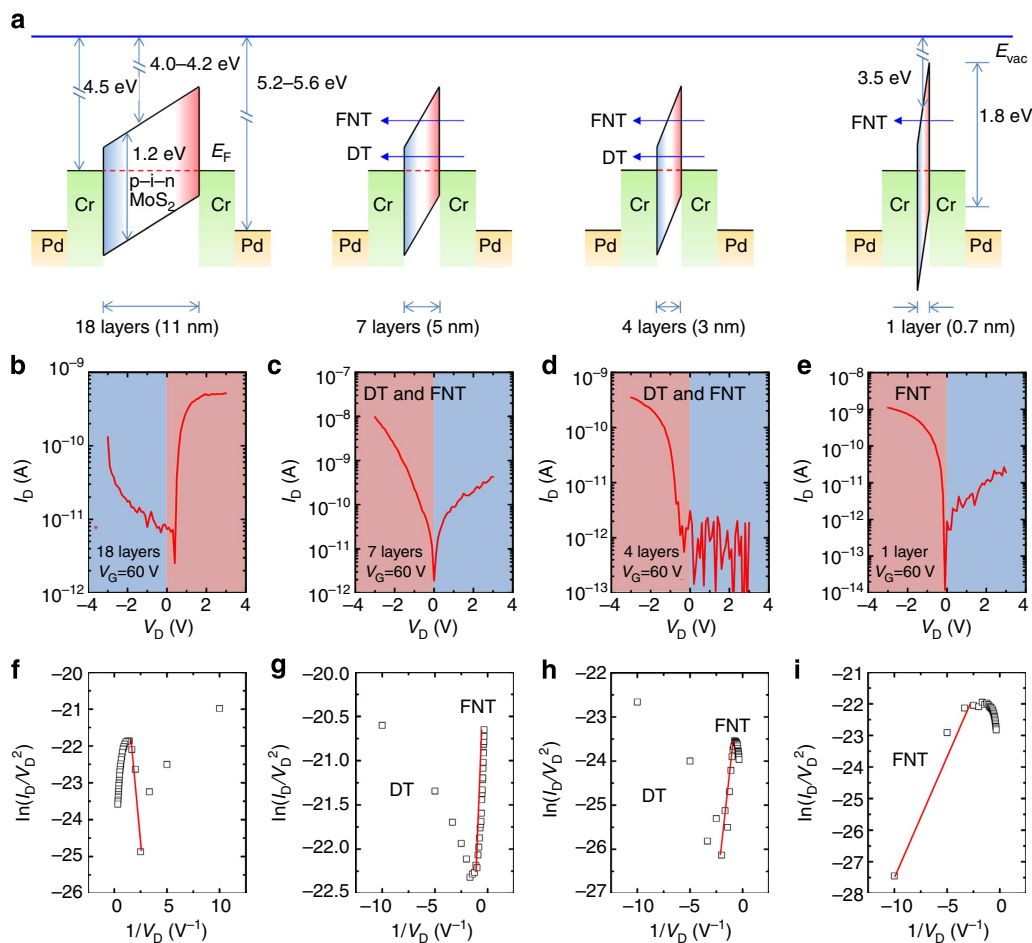 a
4.5 eV
4.0–4.2 eV
5.2–5.6 eV
1.2 eV
E_F
p–i–n
MoS₂
Cr
Cr
Pd
Pd
18 layers (11 nm)
FNT
DT
Cr
Cr
Pd
Pd
7 layers (5 nm)
FNT
DT
Cr
Cr
Pd
Pd
4 layers (3 nm)
E_vac
3.5 eV
1.8 eV
FNT
Cr
Cr
Pd
Pd
1 layer (0.7 nm)
b
10⁻⁹
10⁻¹⁰
10⁻¹¹
10⁻¹²
I_D (A)
18 layers
V_G=60 V
−4 −2 0 2 4
V_D (V)
c
10⁻⁷
10⁻⁸
10⁻⁹
10⁻¹⁰
10⁻¹¹
10⁻¹²
I_D (A)
DT and FNT
7 layers
V_G=60 V
−4 −2 0 2 4
V_D (V)
d
10⁻⁸
10⁻⁹
10⁻¹⁰
10⁻¹¹
10⁻¹²
10⁻¹³
I_D (A)
DT and FNT
4 layers
V_G=60 V
−4 −2 0 2 4
V_D (V)
e
10⁻⁸
10⁻⁹
10⁻¹⁰
10⁻¹¹
10⁻¹²
10⁻¹³
10⁻¹⁴
I_D (A)
FNT
1 layer
V_G=60 V
−4 −2 0 2 4
V_D (V)
f
−20
−21
−22
−23
−24
−25
−26
ln(I_D/V_D²)
0 5 10
1/V_D (V⁻¹)
g
−20.0
−20.5
−21.0
−21.5
−22.0
−22.5
ln(I_D/V_D²)
FNT
DT
−10 −5 0
1/V_D (V⁻¹)
h
−22
−23
−24
−25
−26
−27
ln(I_D/V_D²)
FNT
DT
−10 −5 0
1/V_D (V⁻¹)
i
−21
−22
−23
−24
−25
−26
−27
−28
ln(I_D/V_D²)
FNT
−10 −5 0
1/V_D (V⁻¹)